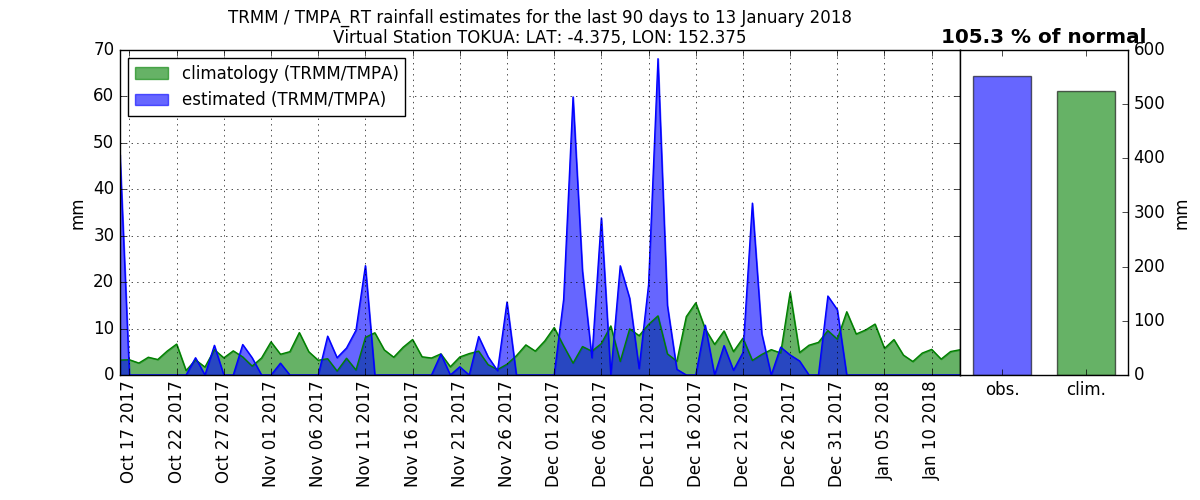 TRMM / TMPA_RT rainfall estimates for the last 90 days to 13 January 2018
Virtual Station TOKUA: LAT: -4.375, LON: 152.375
105.3 % of normal
climatology (TRMM/TMPA)
estimated (TRMM/TMPA)
70
60
50
40
30
20
10
0
mm
Oct 17 2017
Oct 22 2017
Oct 27 2017
Nov 01 2017
Nov 06 2017
Nov 11 2017
Nov 16 2017
Nov 21 2017
Nov 26 2017
Dec 01 2017
Dec 06 2017
Dec 11 2017
Dec 16 2017
Dec 21 2017
Dec 26 2017
Dec 31 2017
Jan 05 2018
Jan 10 2018
600
500
400
300
200
100
0
mm
obs.
clim.